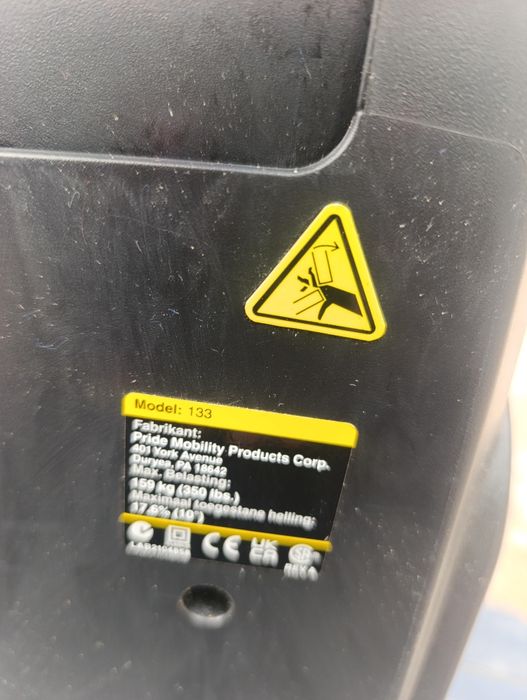 Model: 133
Fabrikant:
Pride Mobility Products Corp.
401 York Avenue
Duryea, PA 18642
Max. Belasting:
159 kg (350 lbs.)
Maximaal toegestane helling:
17.6% (10°)
CE
UK
CA